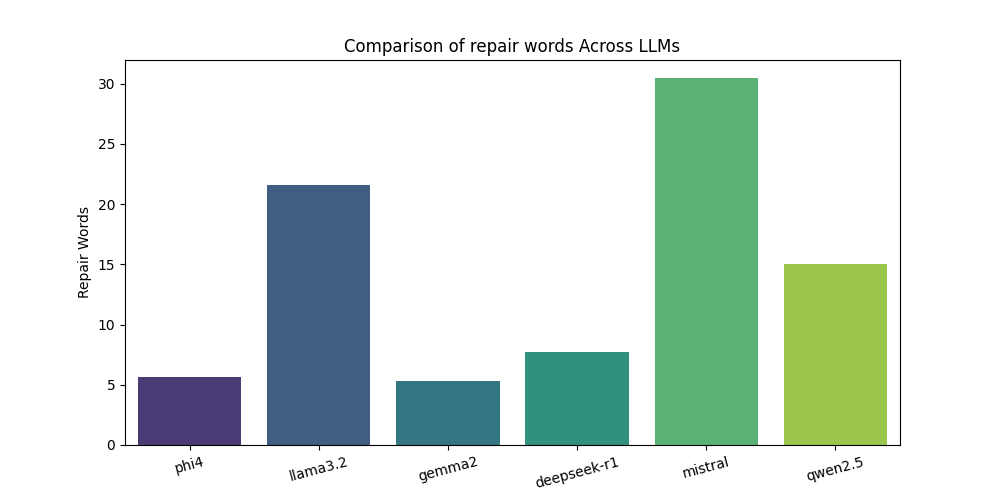 Comparison of repair words Across LLMs
Repair Words
30
25
20
15
10
5
0
phi4
llama3.2
gemma2
deepseek-r1
mistral
qwen2.5